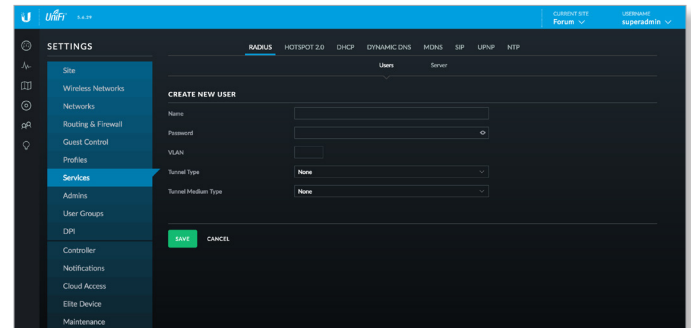 UniFi 5.6.29
CURRENT SITE
Forum
USERNAME
superadmin
SETTINGS
RADIUS HOTSPOT 2.0 DHCP DYNAMIC DNS MDNS SIP UPNP NTP
Users Server
Site
Wireless Networks
Networks
Routing & Firewall
Guest Control
Profiles
Services
Admins
User Groups
DPI
Controller
Notifications
Cloud Access
Elite Device
Maintenance
CREATE NEW USER
Name
Password
VLAN
Tunnel Type None
Tunnel Medium Type None
SAVE CANCEL